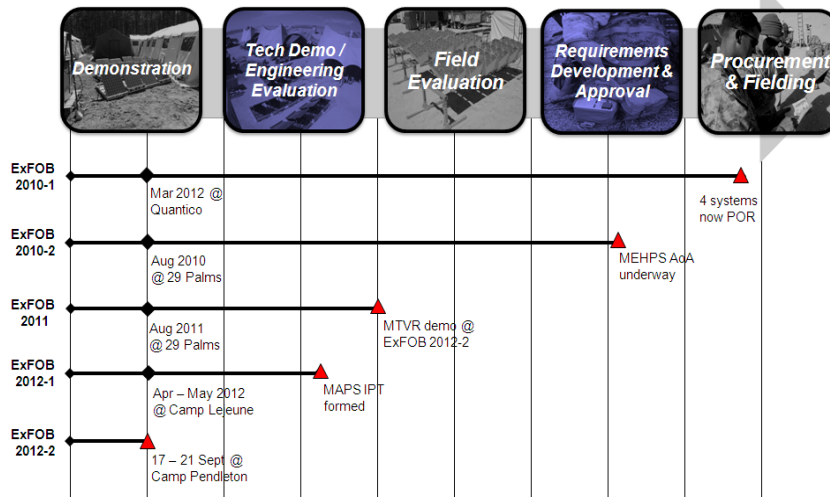 Demonstration
Tech Demo /
Engineering
Evaluation
Field
Evaluation
Requirements
Development &
Approval
Procurement
& Fielding
ExFOB
2010-1
Mar 2012 @
Quantico
4 systems
now POR
ExFOB
2010-2
Aug 2010
@ 29 Palms
MEHPS AoA
underway
ExFOB
2011
Aug 2011
@ 29 Palms
MTVR demo @
ExFOB 2012-2
ExFOB
2012-1
Apr – May 2012
@ Camp Lejeune
MAPS IPT
formed
ExFOB
2012-2
17 – 21 Sept @
Camp Pendleton